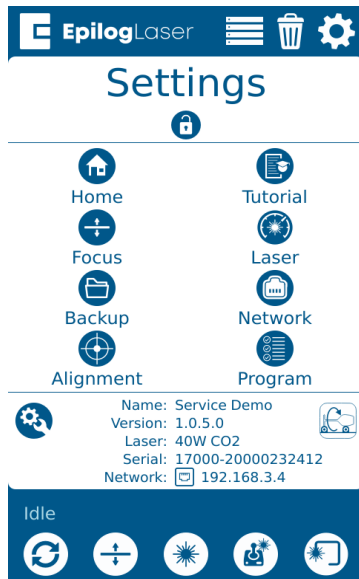 EpilogLaser
Settings
Home Tutorial
Focus Laser
Backup Network
Alignment Program
Name: Service Demo
Version: 1.0.5.0
Laser: 40W CO2
Serial: 17000-20000232412
Network: 192.168.3.4
Idle